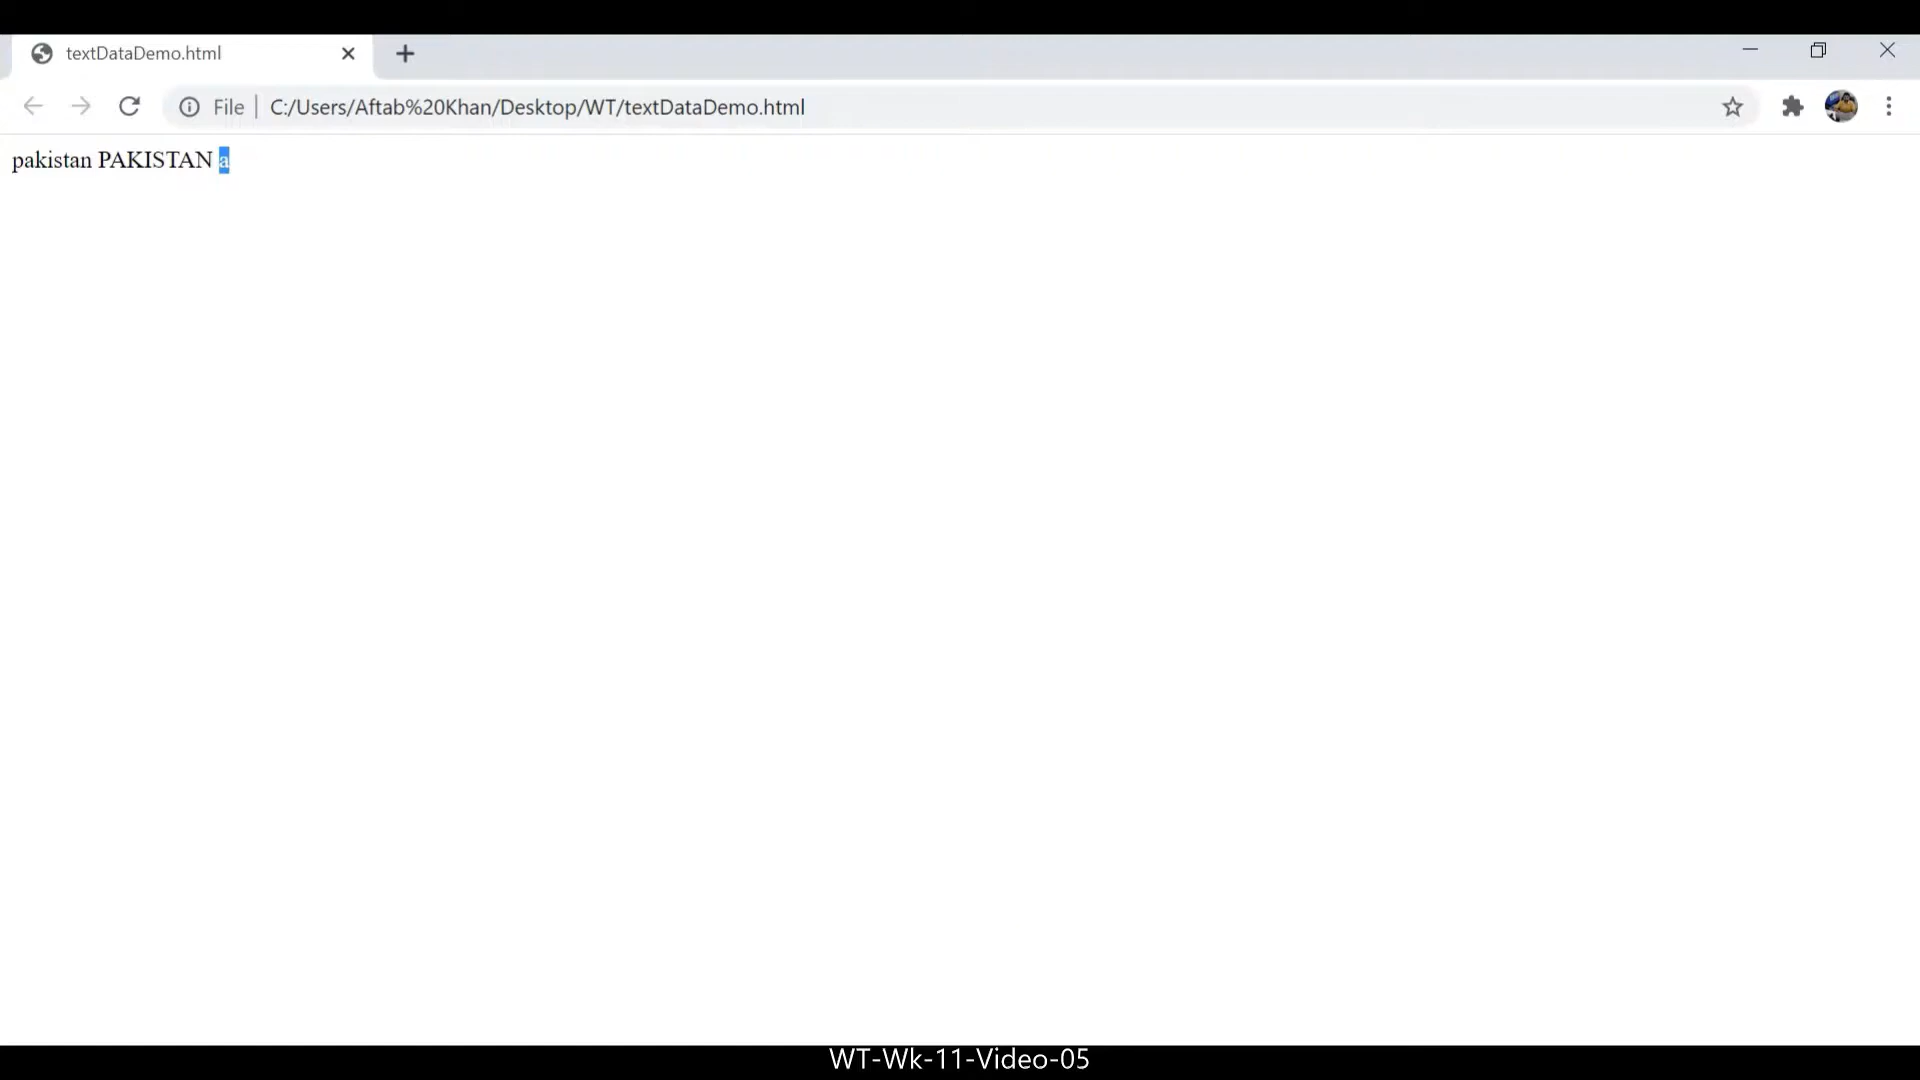 textDataDemo.html
File | C:/Users/Aftab%20Khan/Desktop/WT/textDataDemo.html
pakistan PAKISTAN a
WT-Wk-11-Video-05